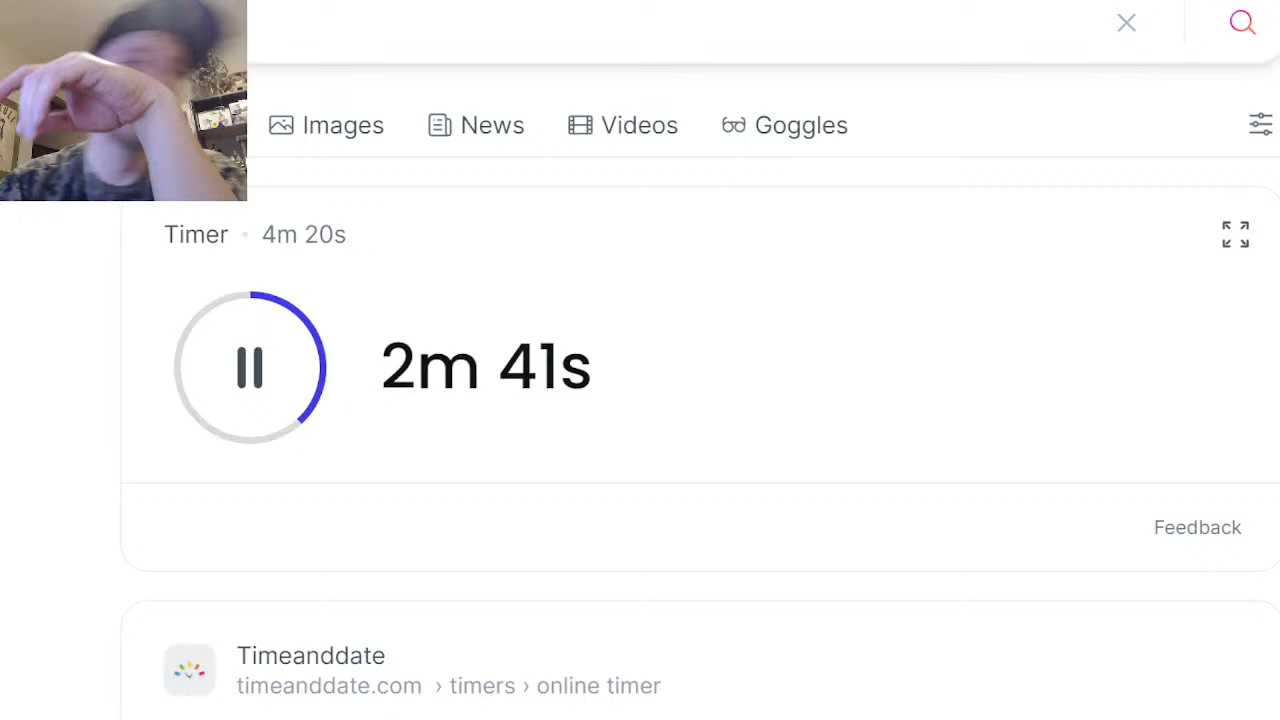 Images News Videos Goggles
Timer • 4m 20s
2m 41s
Feedback
Timeanddate
timeanddate.com › timers › online timer